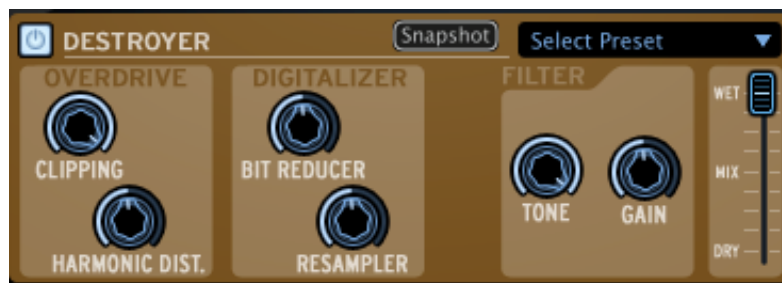 DESTROYER
Snapshot
Select Preset
OVERDRIVE
CLIPPING
HARMONIC DIST.
DIGITALIZER
BIT REDUCER
RESAMPLER
FILTER
TONE
GAIN
WET
MIX
DRY